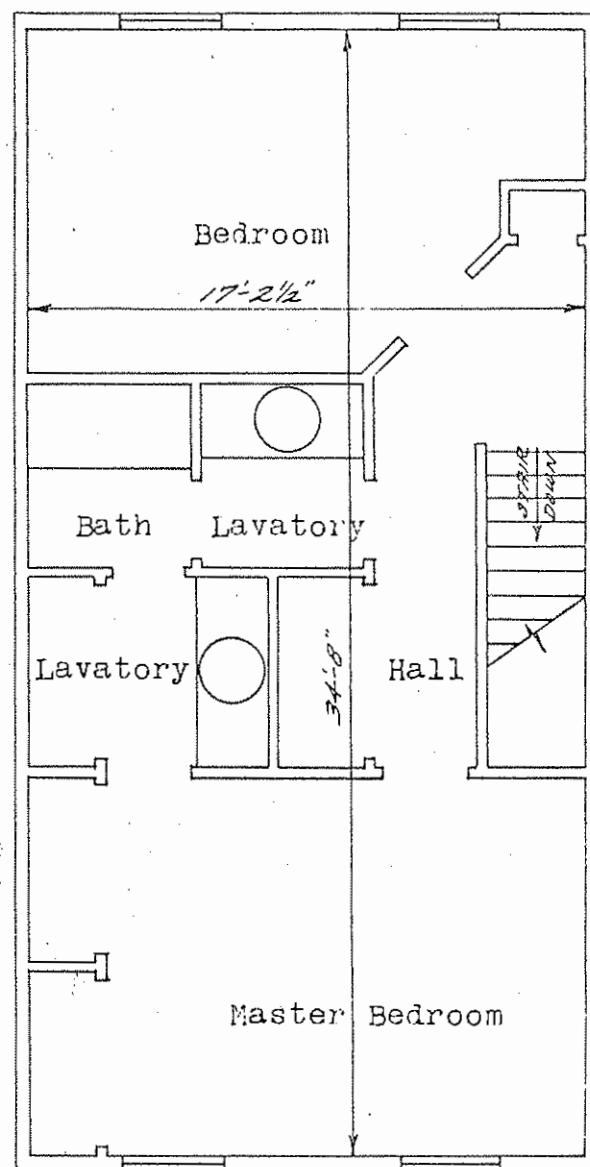 Bedroom
17'-2½"
STAIR
DOWN
Bath Lavatory
Lavatory
34'-8"
Hall
Master Bedroom